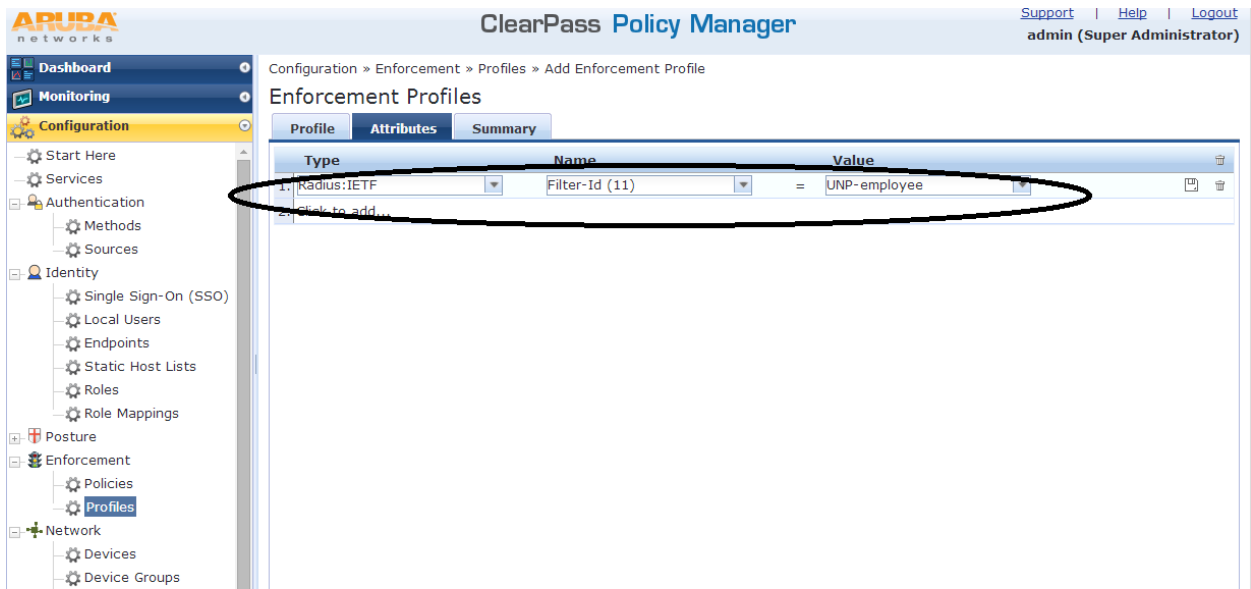 ARUBA
networks
ClearPass Policy Manager
Support | Help | Logout
admin (Super Administrator)
Dashboard
Monitoring
Configuration
Start Here
Services
Authentication
Methods
Sources
Identity
Single Sign-On (SSO)
Local Users
Endpoints
Static Host Lists
Roles
Role Mappings
Posture
Enforcement
Policies
Profiles
Network
Devices
Device Groups
Configuration » Enforcement » Profiles » Add Enforcement Profile
Enforcement Profiles
Profile Attributes Summary
Type Name Value
1. Radius:IETF Filter-Id (11) = UNP-employee
2. Click to add...